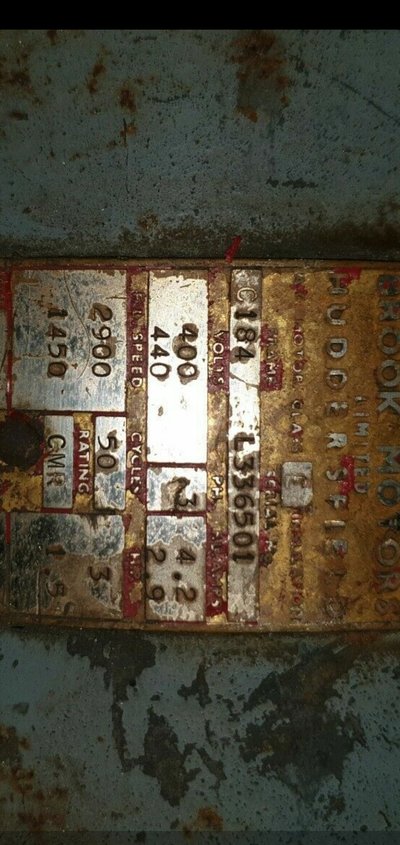 BROOK MOTORS
LIMITED
HUDDERSFIELD
AC MOTOR CLASS E INSULATION
FRAME SERIAL No
C184 L336501
VOLTS PH
400 3 4.2
440 2.9
F.L. SPEED CYCLES H.P.
2900 50 3
RATING
1450 CMR 1.5